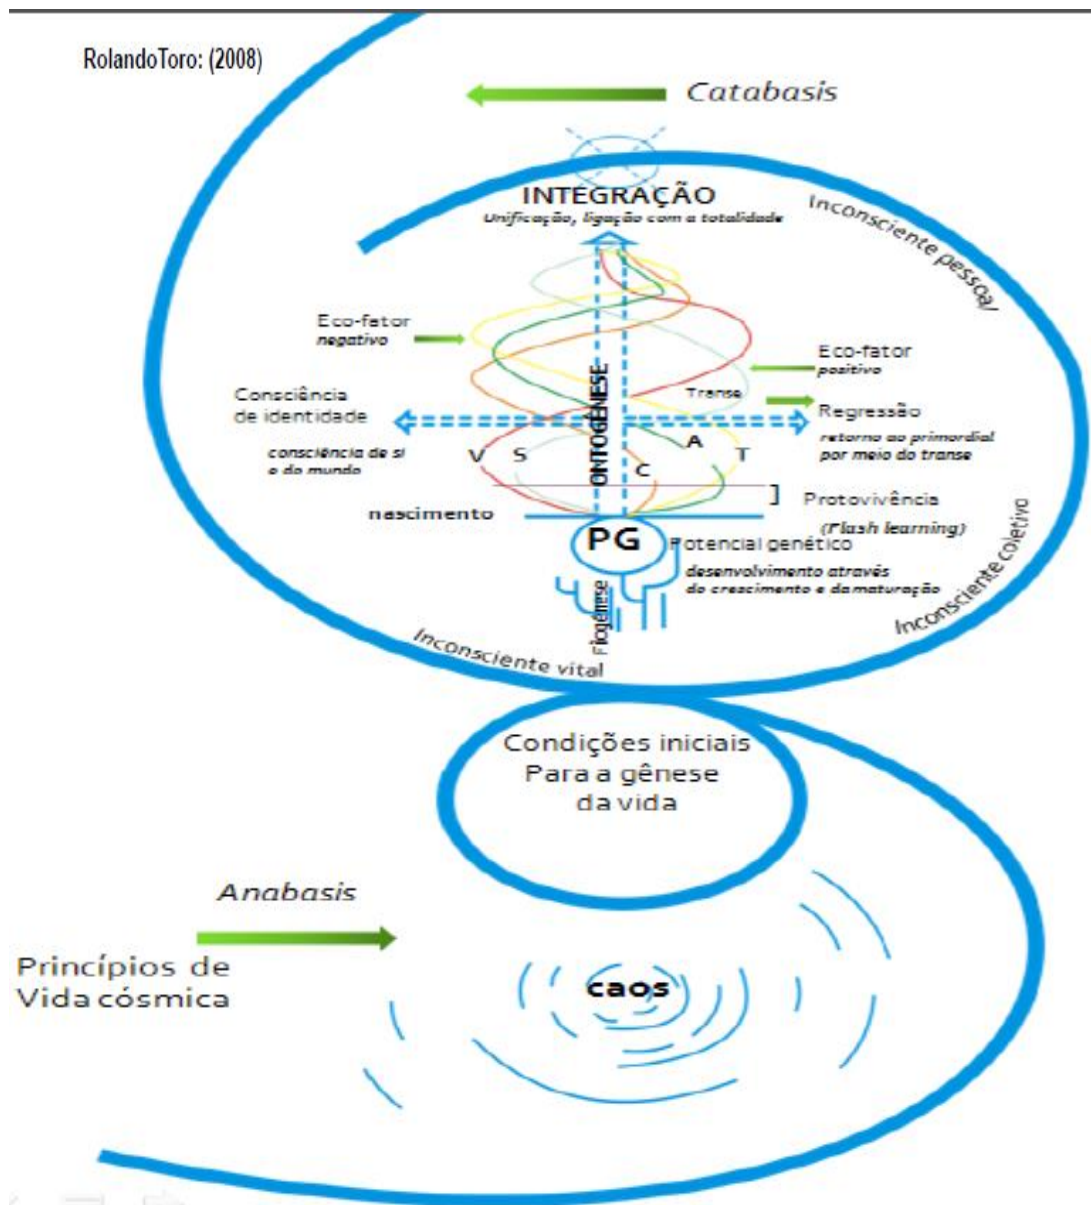 RolandoToro: (2008)
Catabasis
INTEGRAÇÃO
Unificação, ligação com a totalidade
Inconsciente pessoal
Eco-fator
negativo
Eco-fator
positivo
Transe
Consciência
de identidade
Regressão
consciência de si
e do mundo
retorno ao primordial
por meio do transe
ONTOGÊNESE
V
S
C
A
T
nascimento
Protovivência
(Flash learning)
PG
Potencial genético
desenvolvimento através
do crescimento e da maturação
Filogênese
Inconsciente coletivo
Inconsciente vital
Condições iniciais
Para a gênese
da vida
Anabasis
Princípios de
Vida cósmica
caos